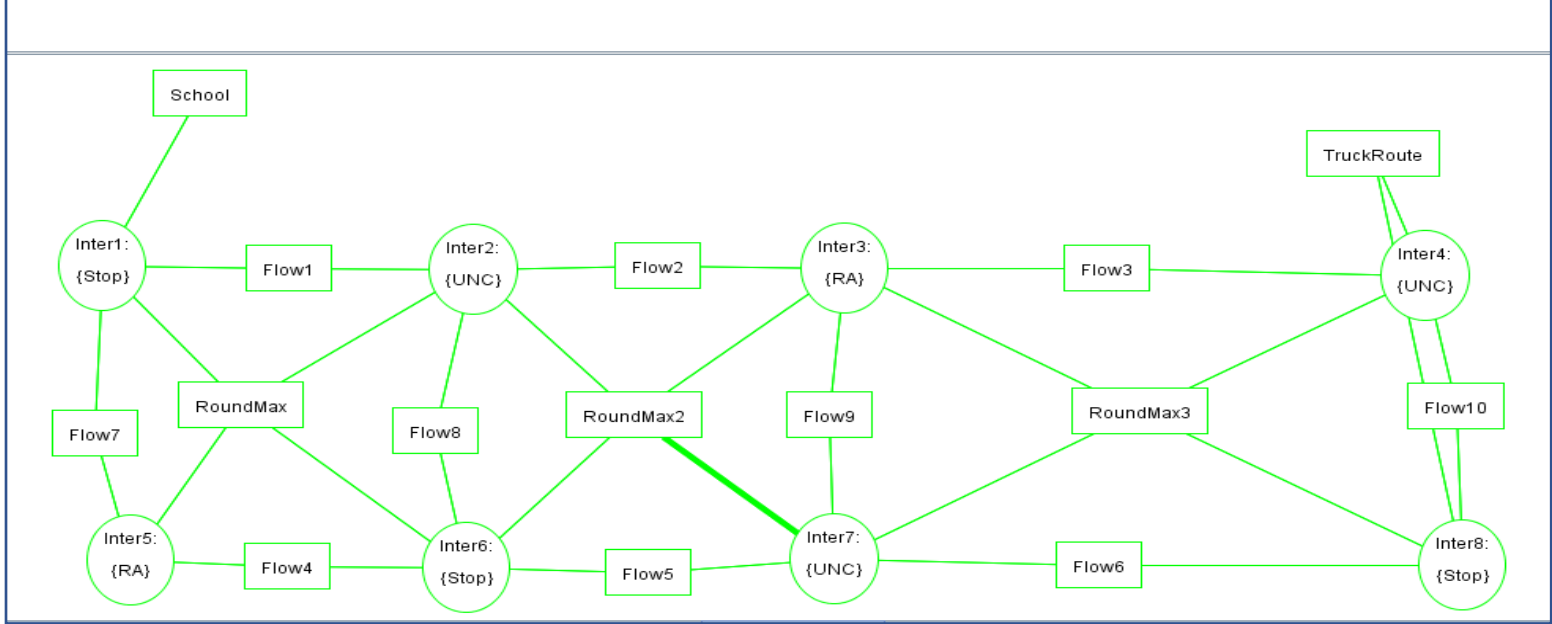 School
TruckRoute
Inter1:
{Stop}
Flow1
Inter2:
{UNC}
Flow2
Inter3:
{RA}
Flow3
Inter4:
{UNC}
Flow7
RoundMax
Flow8
RoundMax2
Flow9
RoundMax3
Flow10
Inter5:
{RA}
Flow4
Inter6:
{Stop}
Flow5
Inter7:
{UNC}
Flow6
Inter8:
{Stop}